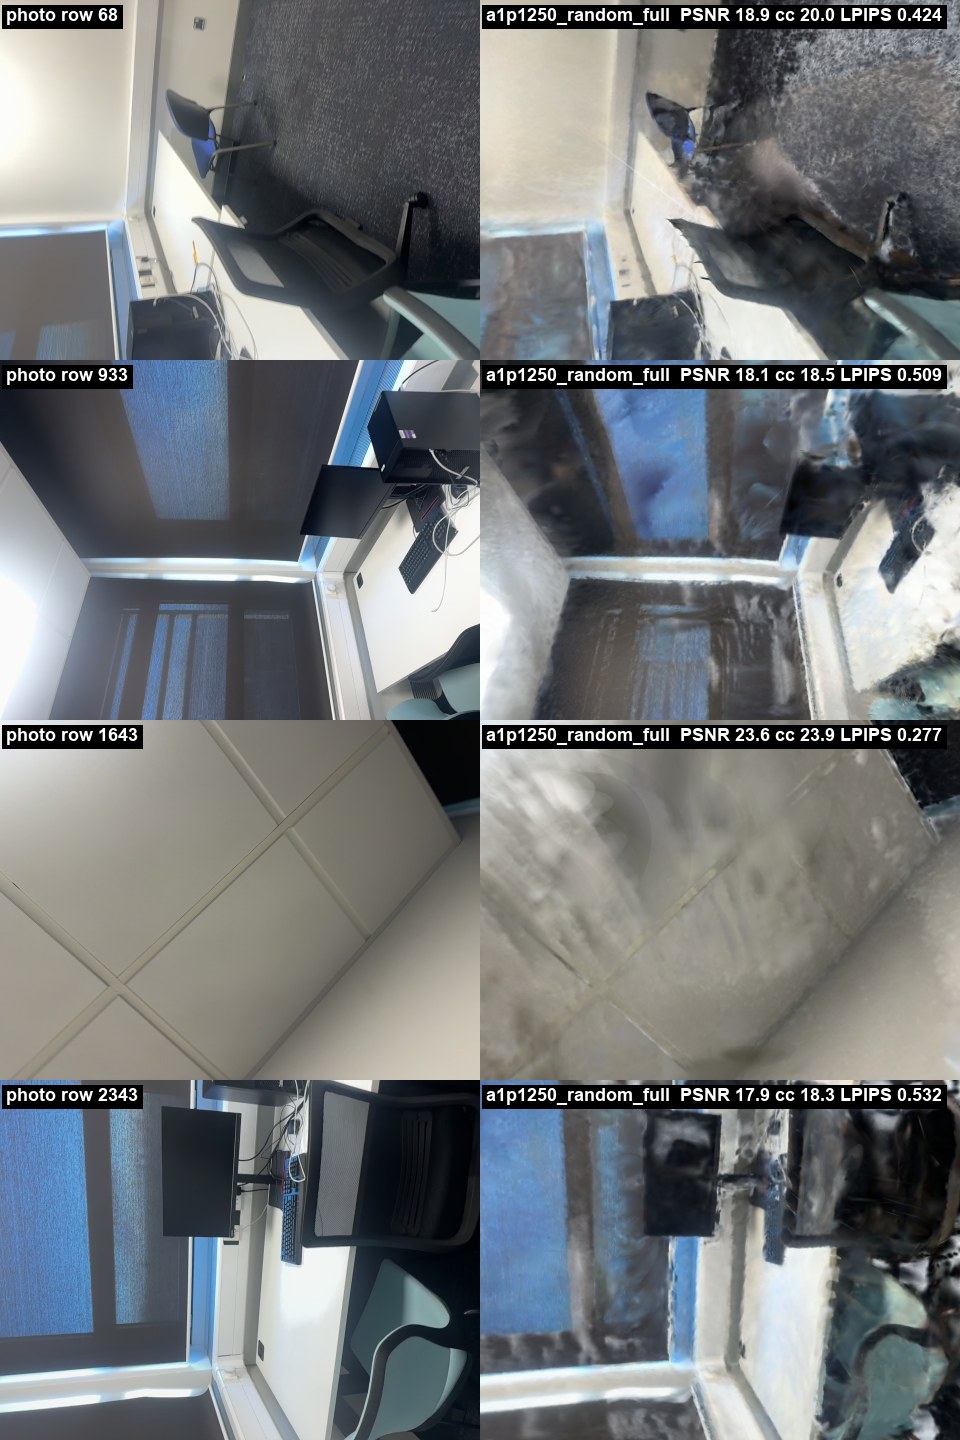 photo row 68
a1p1250_random_full PSNR 18.9 cc 20.0 LPIPS 0.424
photo row 933
a1p1250_random_full PSNR 18.1 cc 18.5 LPIPS 0.509
photo row 1643
a1p1250_random_full PSNR 23.6 cc 23.9 LPIPS 0.277
photo row 2343
a1p1250_random_full PSNR 17.9 cc 18.3 LPIPS 0.532